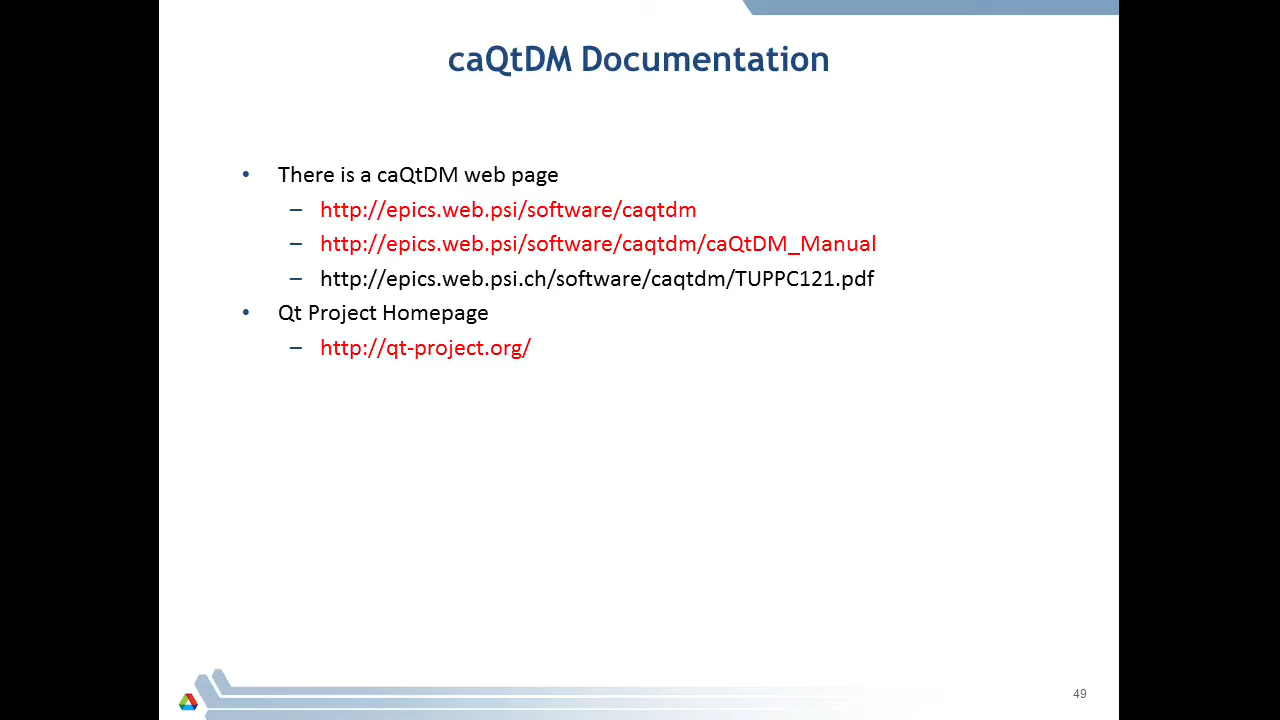 caQtDM Documentation
• There is a caQtDM web page
– http://epics.web.psi/software/caqtdm
– http://epics.web.psi/software/caqtdm/caQtDM_Manual
– http://epics.web.psi.ch/software/caqtdm/TUPPC121.pdf
• Qt Project Homepage
– http://qt-project.org/
49